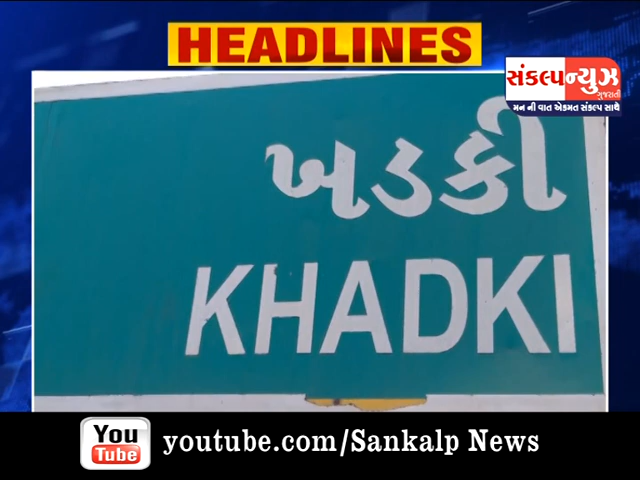 HEADLINES
સંકલ્પન્યુઝ
ગુજરાતી
મન ની વાત એકમત સંકલ્પ સાથે
ખડકી
KHADKI
You
Tube
youtube.com/Sankalp News